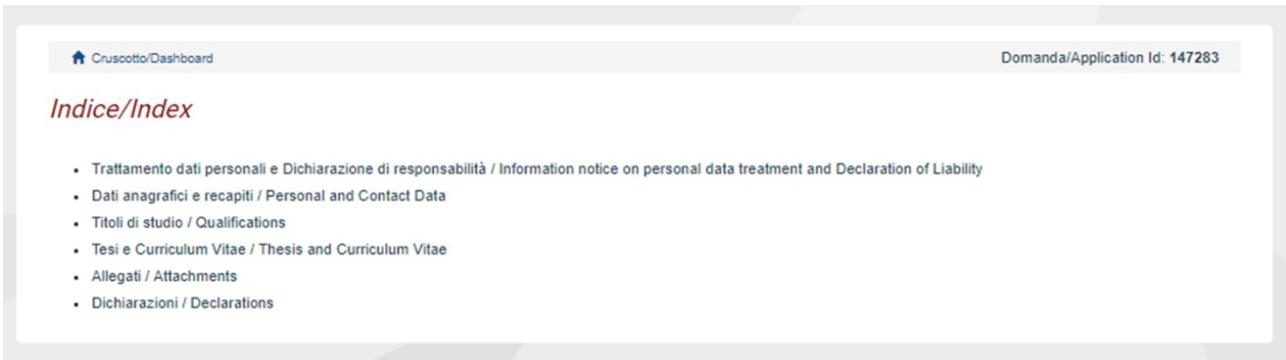 Cruscotto/Dashboard
Domanda/Application Id: 147283
Indice/Index
Trattamento dati personali e Dichiarazione di responsabilità / Information notice on personal data treatment and Declaration of Liability
Dati anagrafici e recapiti / Personal and Contact Data
Titoli di studio / Qualifications
Tesi e Curriculum Vitae / Thesis and Curriculum Vitae
Allegati / Attachments
Dichiarazioni / Declarations